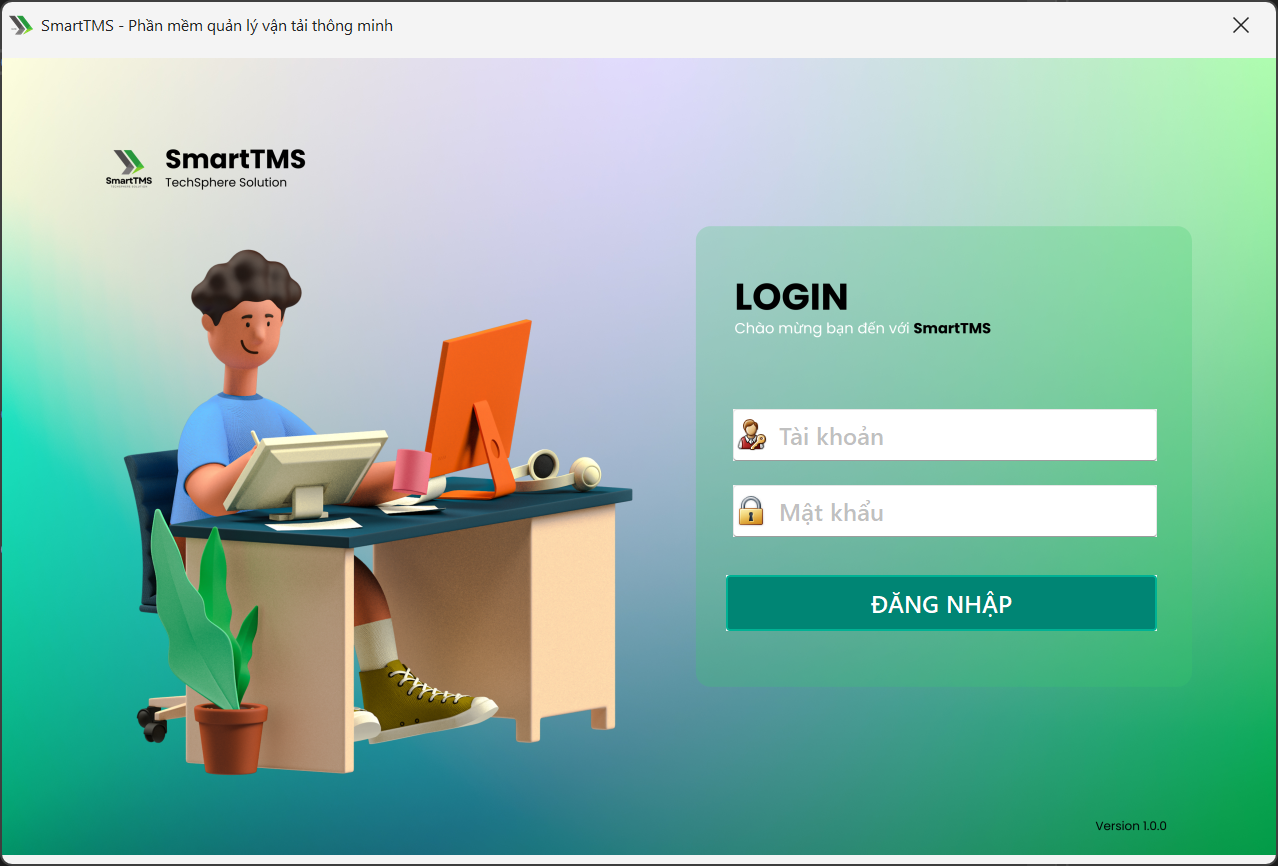 SmartTMS - Phần mềm quản lý vận tải thông minh
SmartTMS
SmartTMS
TechSphere Solution
LOGIN
Chào mừng bạn đến với SmartTMS
Tài khoản
Mật khẩu
ĐĂNG NHẬP
Version 1.0.0